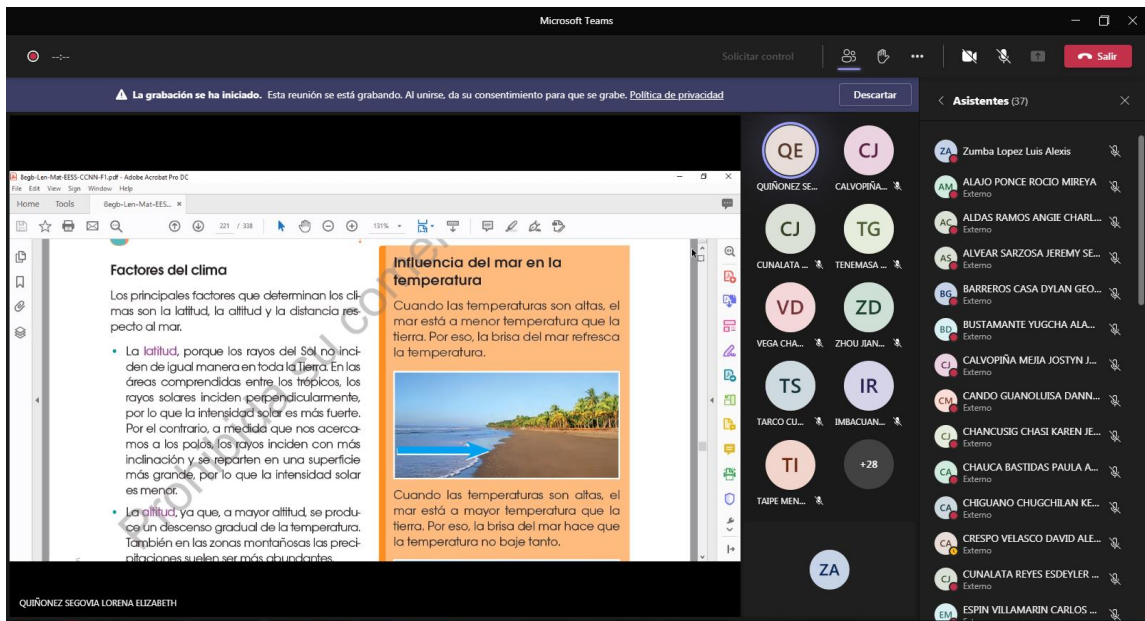 Microsoft Teams
--:--
Solicitar control
Salir
La grabación se ha iniciado. Esta reunión se está grabando. Al unirse, da su consentimiento para que se grabe. Política de privacidad
Descartar
8egb-Len-Mat-EESS-CCNN-F1.pdf - Adobe Acrobat Pro DC
File Edit View Sign Window Help
Home Tools 8egb-Len-Mat-EES... ×
221 / 338
131%
Prohibida su comer
Factores del clima
Los principales factores que determinan los cli-
mas son la latitud, la altitud y la distancia res-
pecto al mar.
• La latitud, porque los rayos del Sol no inci-
den de igual manera en toda la Tierra. En las
áreas comprendidas entre los trópicos, los
rayos solares inciden perpendicularmente,
por lo que la intensidad solar es más fuerte.
Por el contrario, a medida que nos acerca-
mos a los polos, los rayos inciden con más
inclinación y se reparten en una superficie
más grande, por lo que la intensidad solar
es menor.
• La altitud, ya que, a mayor altitud, se produ-
ce un descenso gradual de la temperatura.
También en las zonas montañosas las preci-
pitaciones suelen ser más abundantes.
Influencia del mar en la
temperatura
Cuando las temperaturas son altas, el
mar está a menor temperatura que la
tierra. Por eso, la brisa del mar refresca
la temperatura.
Cuando las temperaturas son altas, el
mar está a mayor temperatura que la
tierra. Por eso, la brisa del mar hace que
la temperatura no baje tanto.
QUIÑONEZ SEGOVIA LORENA ELIZABETH
QE
QUIÑONEZ SE...
CJ
CALVOPIÑA...
CJ
CUNALATA ...
TG
TENEMASA ...
VD
VEGA CHA...
ZD
ZHOU JIAN...
TS
TARCO CU...
IR
IMBACUAN...
TI
TAIPE MEN...
+28
ZA
Asistentes (37)
ZA Zumba Lopez Luis Alexis
AM ALAJO PONCE ROCIO MIREYA
Externo
AC ALDAS RAMOS ANGIE CHARL...
Externo
AS ALVEAR SARZOSA JEREMY SE...
Externo
BG BARREROS CASA DYLAN GEO...
Externo
BD BUSTAMANTE YUGCHA ALA...
Externo
CJ CALVOPIÑA MEJIA JOSTYN J...
Externo
CM CANDO GUANOLUISA DANN...
Externo
CJ CHANCUSIG CHASI KAREN JE...
Externo
CA CHAUCA BASTIDAS PAULA A...
Externo
CA CHIGUANO CHUGCHILAN KE...
Externo
CA CRESPO VELASCO DAVID ALE...
Externo
CJ CUNALATA REYES ESDEYLER ...
Externo
EM ESPIN VILLAMARIN CARLOS ...